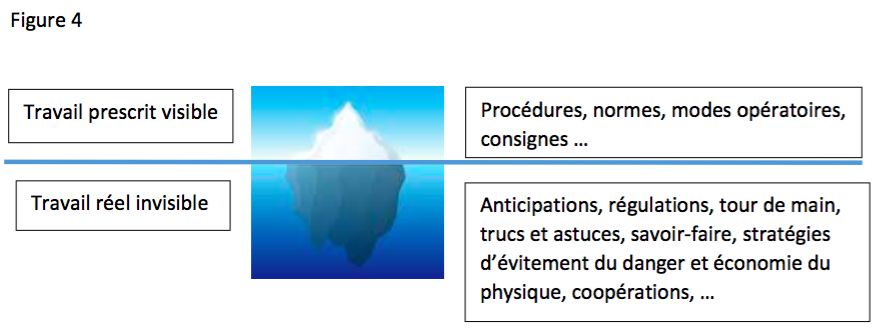 Figure 4
Travail prescrit visible
Procédures, normes, modes opératoires,
consignes ...
Travail réel invisible
Anticipations, régulations, tour de main,
trucs et astuces, savoir-faire, stratégies
d'évitement du danger et économie du
physique, coopérations, ...